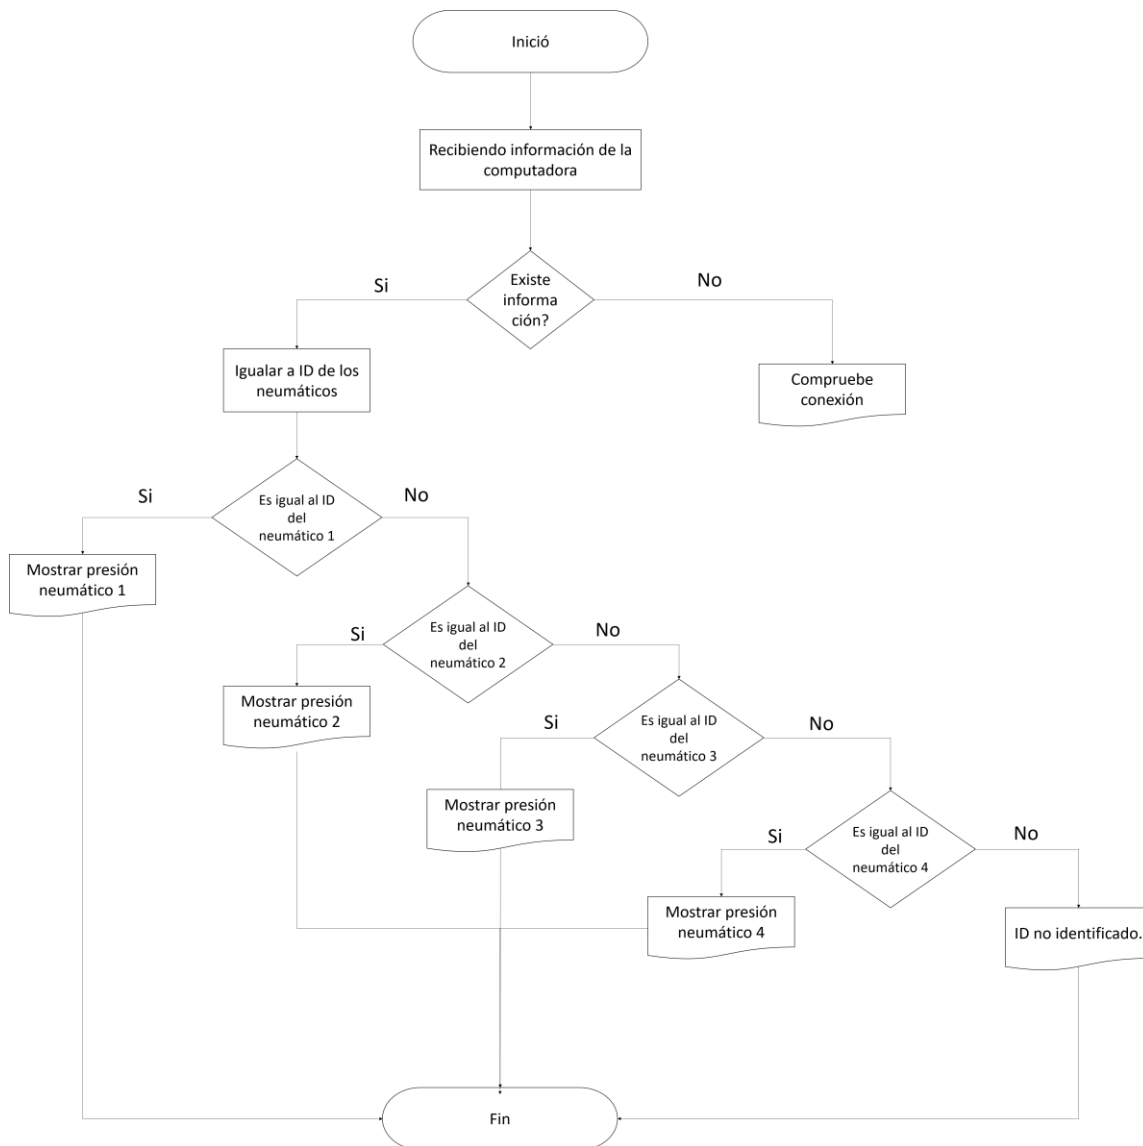 Inició
Recibiendo información de la
computadora
Existe
informa
ción?
Si
No
Igualar a ID de los
neumáticos
Compruebe
conexión
Es igual al ID
del
neumático 1
Si
No
Mostrar presión
neumático 1
Es igual al ID
del
neumático 2
Si
No
Mostrar presión
neumático 2
Es igual al ID
del
neumático 3
Si
No
Mostrar presión
neumático 3
Es igual al ID
del
neumático 4
Si
No
Mostrar presión
neumático 4
ID no identificado.
Fin